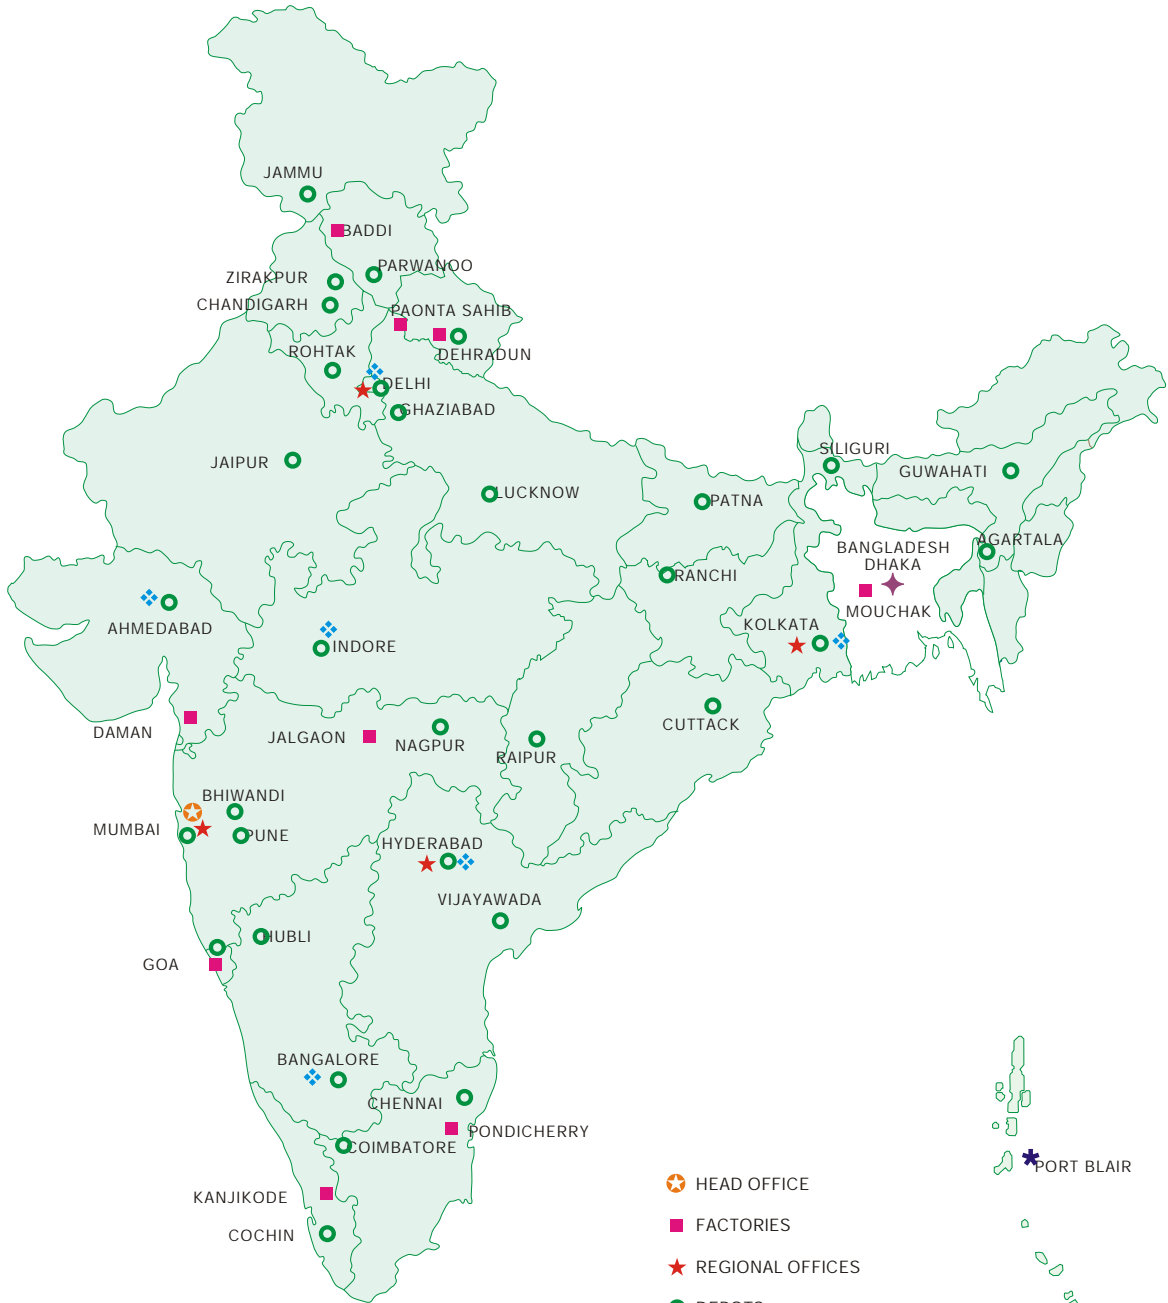 JAMMU
BADDI
PARWANOO
ZIRAKPUR
CHANDIGARH
PAONTA SAHIB
ROHTAK
DEHRADUN
DELHI
GHAZIABAD
JAIPUR
SILIGURI
GUWAHATI
LUCKNOW
PATNA
AGARTALA
BANGLADESH
DHAKA
RANCHI
MOUCHAK
AHMEDABAD
KOLKATA
INDORE
CUTTACK
DAMAN
JALGAON
NAGPUR
RAIPUR
BHIWANDI
MUMBAI
PUNE
HYDERABAD
VIJAYAWADA
HUBLI
GOA
BANGALORE
CHENNAI
PONDICHERRY
COIMBATORE
PORT BLAIR
KANJIKODE
COCHIN
HEAD OFFICE
FACTORIES
REGIONAL OFFICES